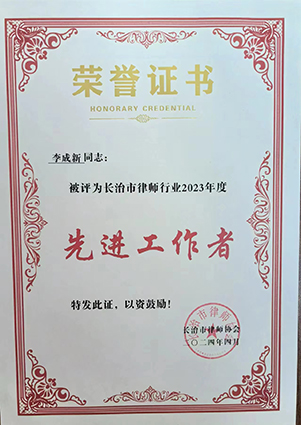 荣誉证书
HONORARY CREDENTIAL
李成新同志：
被评为长治市律师行业2023年度
先进工作者
特发此证，以资鼓励！
长治市律师协会
二〇二四年四月